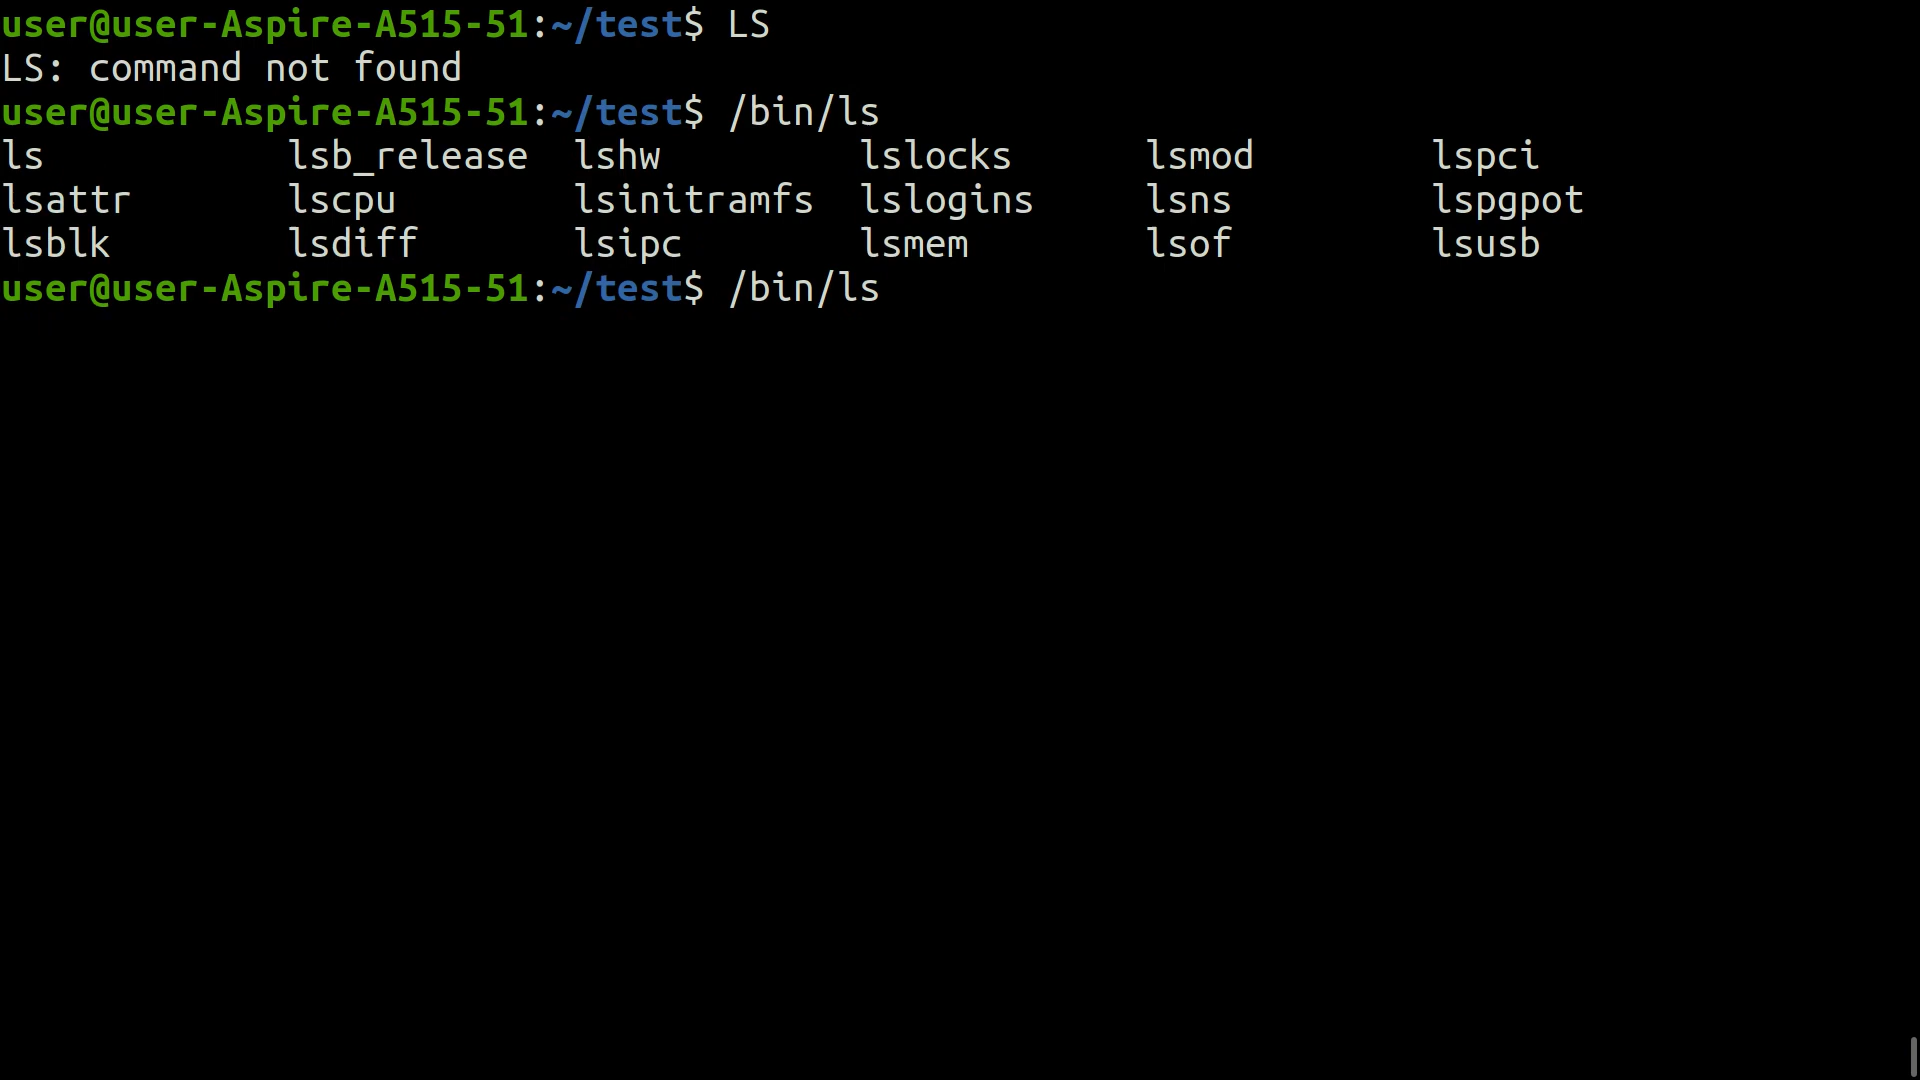 user@user-Aspire-A515-51:~/test$ LS
LS: command not found
user@user-Aspire-A515-51:~/test$ /bin/ls
ls lsb_release lshw lslocks lsmod lspci
lsattr lscpu lsinitramfs lslogins lsns lspgpot
lsblk lsdiff lsipc lsmem lsof lsusb
user@user-Aspire-A515-51:~/test$ /bin/ls